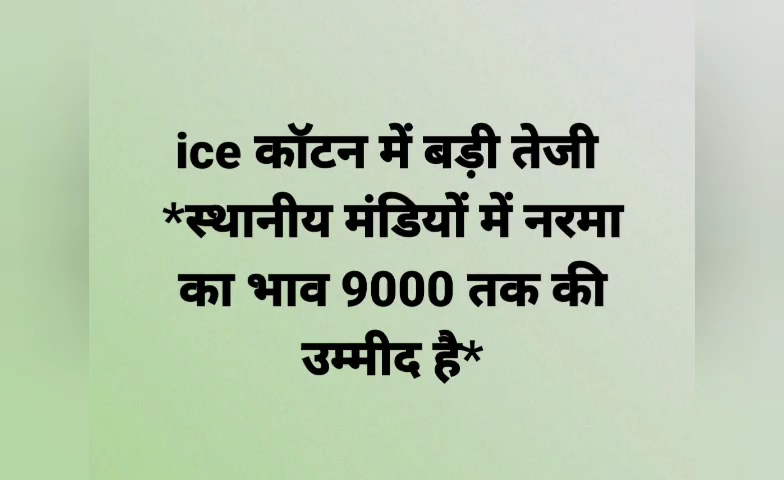 ice कॉटन में बड़ी तेजी
*स्थानीय मंडियों में नरमा
का भाव 9000 तक की
उम्मीद है*